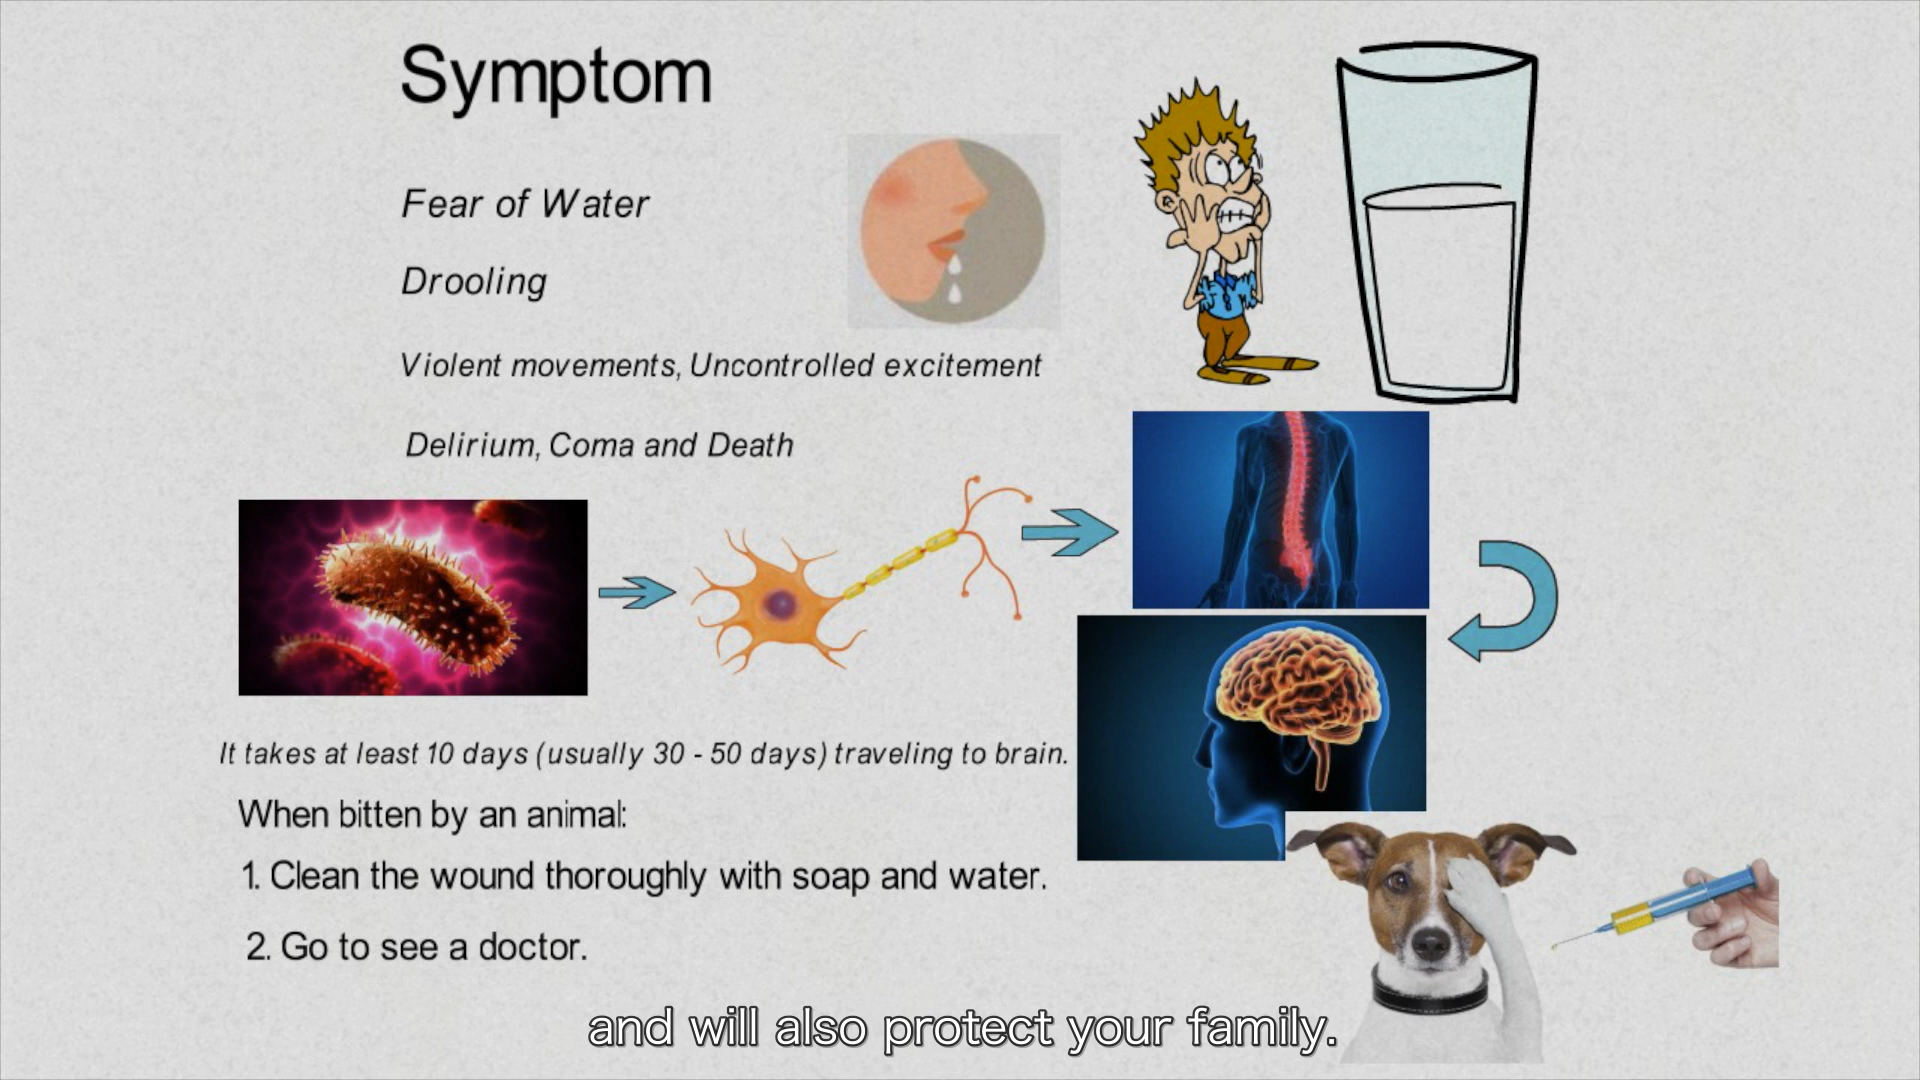 Symptom
Fear of Water
Drooling
Violent movements, Uncontrolled excitement
Delirium, Coma and Death
It takes at least 10 days (usually 30 - 50 days) traveling to brain.
When bitten by an animal:
1. Clean the wound thoroughly with soap and water.
2. Go to see a doctor.
and will also protect your family.